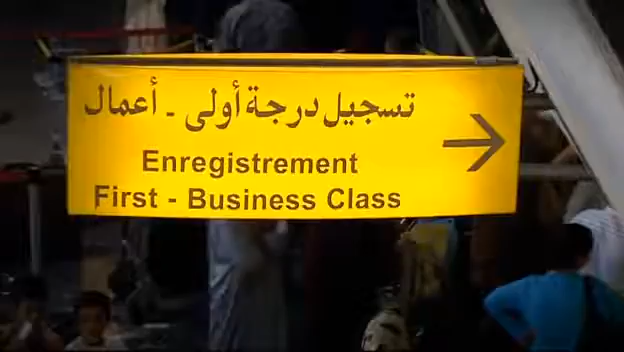 تسجيل درجة أولى - أعمال
Enregistrement
First - Business Class